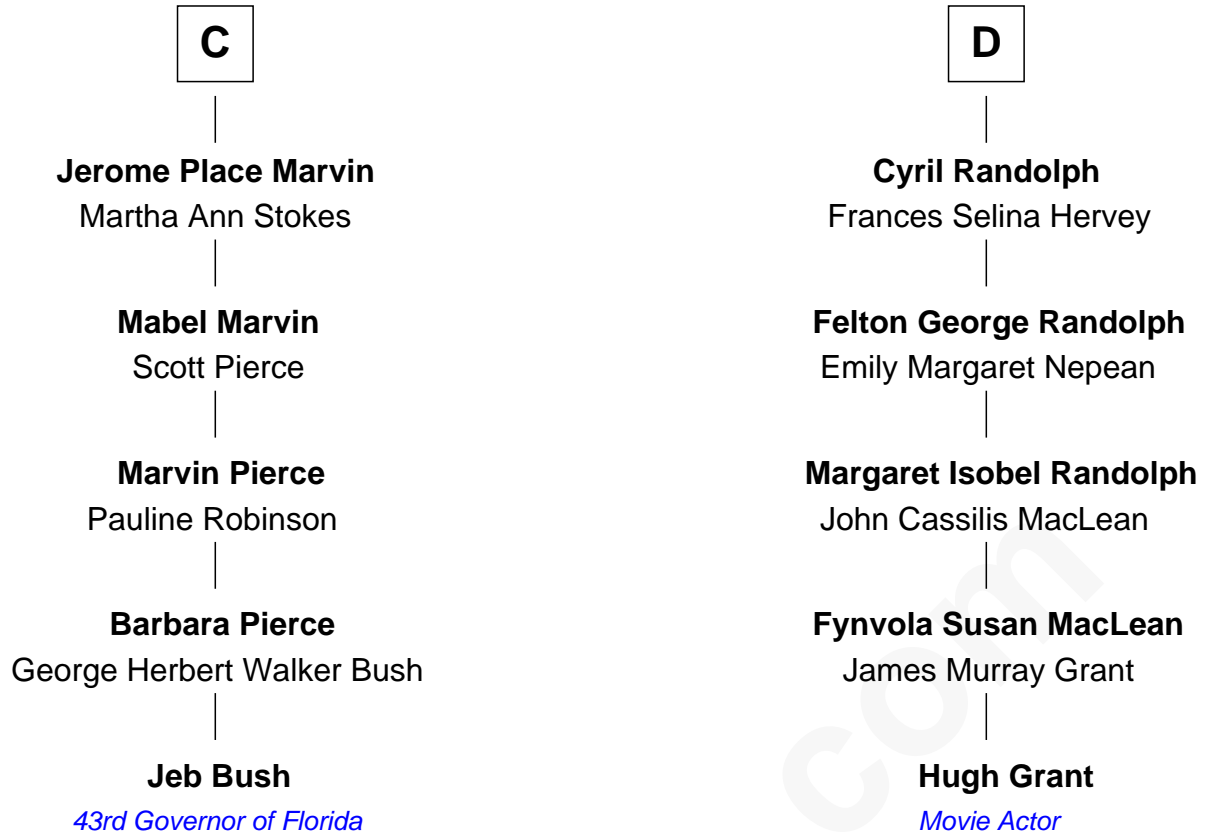 C
Jerome Place Marvin
Martha Ann Stokes
Mabel Marvin
Scott Pierce
Marvin Pierce
Pauline Robinson
Barbara Pierce
George Herbert Walker Bush
Jeb Bush
43rd Governor of Florida
D
Cyril Randolph
Frances Selina Hervey
Felton George Randolph
Emily Margaret Nepean
Margaret Isobel Randolph
John Cassilis MacLean
Fynvola Susan MacLean
James Murray Grant
Hugh Grant
Movie Actor
com